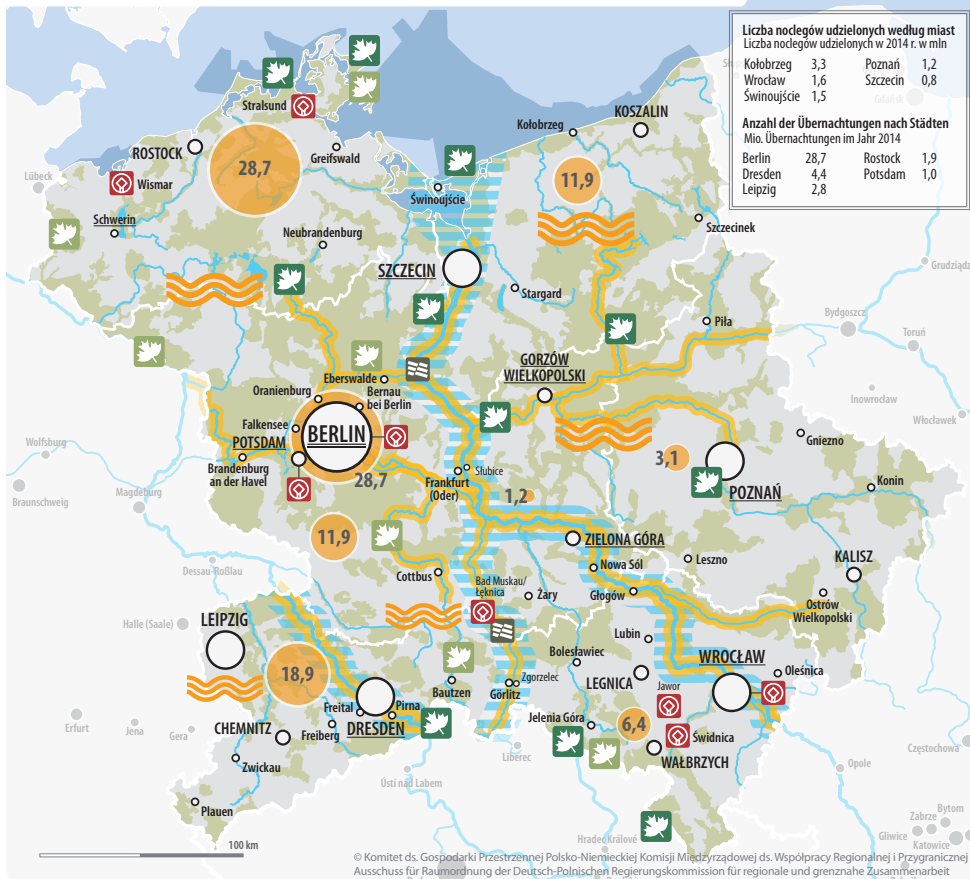 Liczba noclegów udzielonych według miast
Liczba noclegów udzielonych w 2014 r. w mln
Kołobrzeg 3,3 Poznań 1,2
Wrocław 1,6 Szczecin 0,8
Świnoujście 1,5
Anzahl der Übernachtungen nach Städten
Mio. Übernachtungen im Jahr 2014
Berlin 28,7 Rostock 1,9
Dresden 4,4 Potsdam 1,0
Leipzig 2,8
Gdańsk
Stralsund
KOSZALIN
Kołobrzeg
ROSTOCK
Greifswald
28,7
11,9
Lübeck
Wismar
Świnoujście
Schwerin
Szczecinek
Neubrandenburg
Grudziądz
SZCZECIN
Stargard
Piła
Bydgoszcz
Toruń
GORZÓW
WIELKOPOLSKI
Eberswalde
Oranienburg
Bernau
bei Berlin
Inowrocław
Włocławek
Falkensee
BERLIN
Gniezno
Wolfsburg
POTSDAM
3,1
Brandenburg
an der Havel
28,7
Słubice
Frankfurt
(Oder)
Konin
POZNAŃ
Braunschweig
Magdeburg
1,2
11,9
ZIELONA GÓRA
Leszno
KALISZ
Dessau-Roßlau
Cottbus
Nowa Sól
Bad Muskau/
Łęknica
Żary
Głogów
Ostrów
Wielkopolski
LEIPZIG
Halle (Saale)
Lubin
WROCŁAW
Bolesławiec
Oleśnica
18,9
Zgorzelec
LEGNICA
Jawor
Bautzen
Görlitz
Freital
Pirna
Erfurt
Jena
Gera
CHEMNITZ
Freiberg
DRESDEN
Jelenia Góra
6,4
Świdnica
Liberec
WAŁBRZYCH
Częstochowa
Zwickau
Opole
Ústí nad Labem
Plauen
Bytom
Zabrze
Gliwice
Katowice
Hradec Králové
100 km
© Komitet ds. Gospodarki Przestrzennej Polsko-Niemieckiej Komisji Międzyrządowej ds. Współpracy Regionalnej i Przygranicznej
Ausschuss für Raumordnung der Deutsch-Polnischen Regierungskommission für regionale und grenznahe Zusammenarbeit